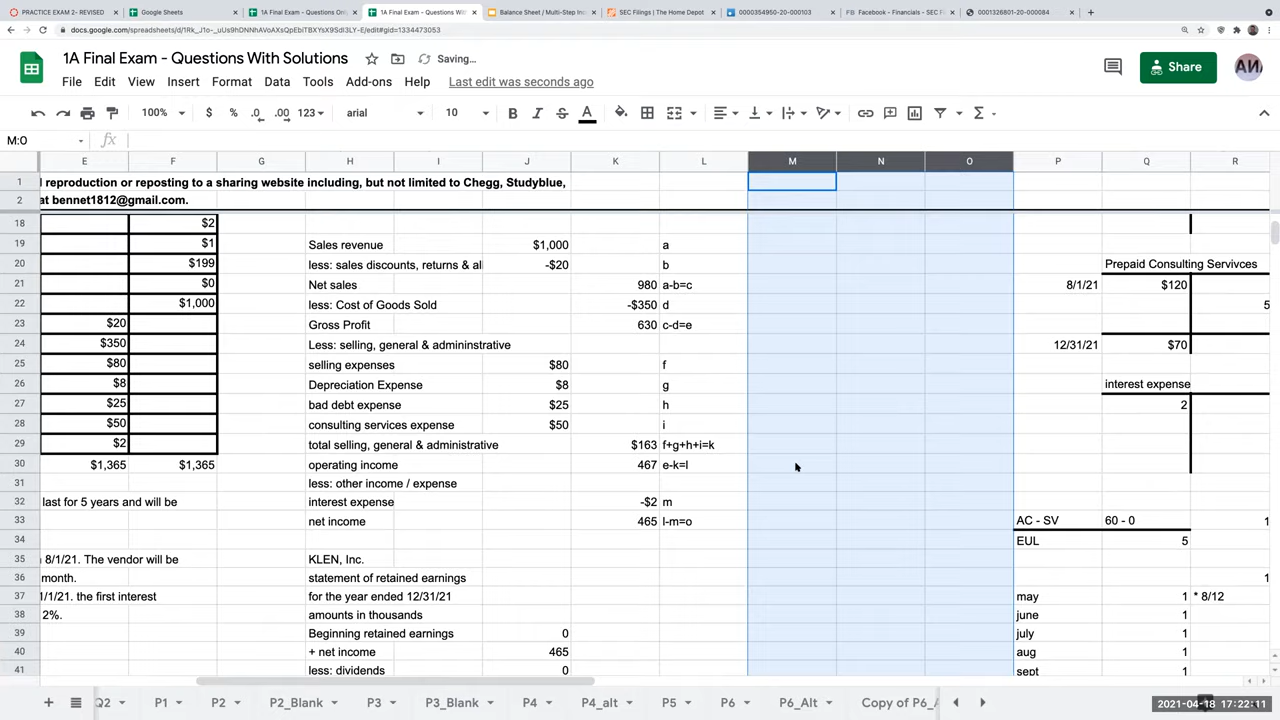 PRACTICE EXAM 2- REVISED
Google Sheets
1A Final Exam - Questions Onl
1A Final Exam - Questions Wit
Balance Sheet / Multi-Step Inc
SEC Filings | The Home Depot
0000354950-20-000103
Facebook - Financials - SEC Fi
0001326801-20-000084
1A Final Exam - Questions With Solutions
Saving…
Share
File Edit View Insert Format Data Tools Add-ons Help Last edit was seconds ago
100% $ % .0 .00 123 arial 10 B I S A
M:O fx
E F G H I J K L M N O P Q R
1 l reproduction or reposting to a sharing website including, but not limited to Chegg, Studyblue,
2 at bennet1812@gmail.com.
18 $2
19 $1 Sales revenue $1,000 a
20 $199 less: sales discounts, returns & all -$20 b Prepaid Consulting Servivces
21 $0 Net sales 980 a-b=c 8/1/21 $120
22 $1,000 less: Cost of Goods Sold -$350 d 5
23 $20 Gross Profit 630 c-d=e
24 $350 Less: selling, general & admininstrative 12/31/21 $70
25 $80 selling expenses $80 f
26 $8 Depreciation Expense $8 g interest expense
27 $25 bad debt expense $25 h 2
28 $50 consulting services expense $50 i
29 $2 total selling, general & administrative $163 f+g+h+i=k
30 $1,365 $1,365 operating income 467 e-k=l
31 less: other income / expense
32 last for 5 years and will be interest expense -$2 m
33 net income 465 l-m=o AC - SV 60 - 0 1
34 EUL 5
35 8/1/21. The vendor will be KLEN, Inc.
36 month. statement of retained earnings 1
37 1/1/21. the first interest for the year ended 12/31/21 may 1 * 8/12
38 2%. amounts in thousands june 1
39 Beginning retained earnings 0 july 1
40 + net income 465 aug 1
41 less: dividends 0 sept 1
Q2 P1 P2 P2_Blank P3 P3_Blank P4 P4_alt P5 P6 P6_Alt Copy of P6_A
2021-04-18 17:22:11